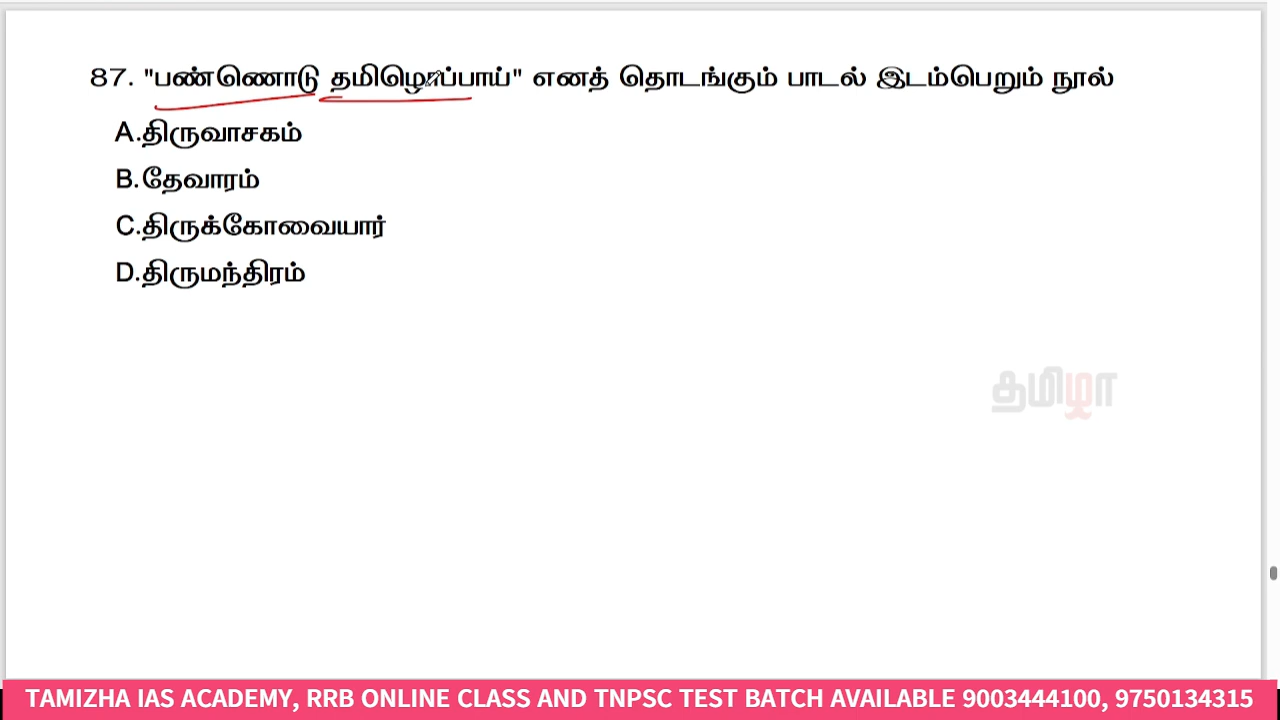 87. "பண்ணொடு தமிழொப்பாய்" எனத் தொடங்கும் பாடல் இடம்பெறும் நூல்
A.திருவாசகம்
B.தேவாரம்
C.திருக்கோவையார்
D.திருமந்திரம்
தமிழா
TAMIZHA IAS ACADEMY, RRB ONLINE CLASS AND TNPSC TEST BATCH AVAILABLE 9003444100, 9750134315